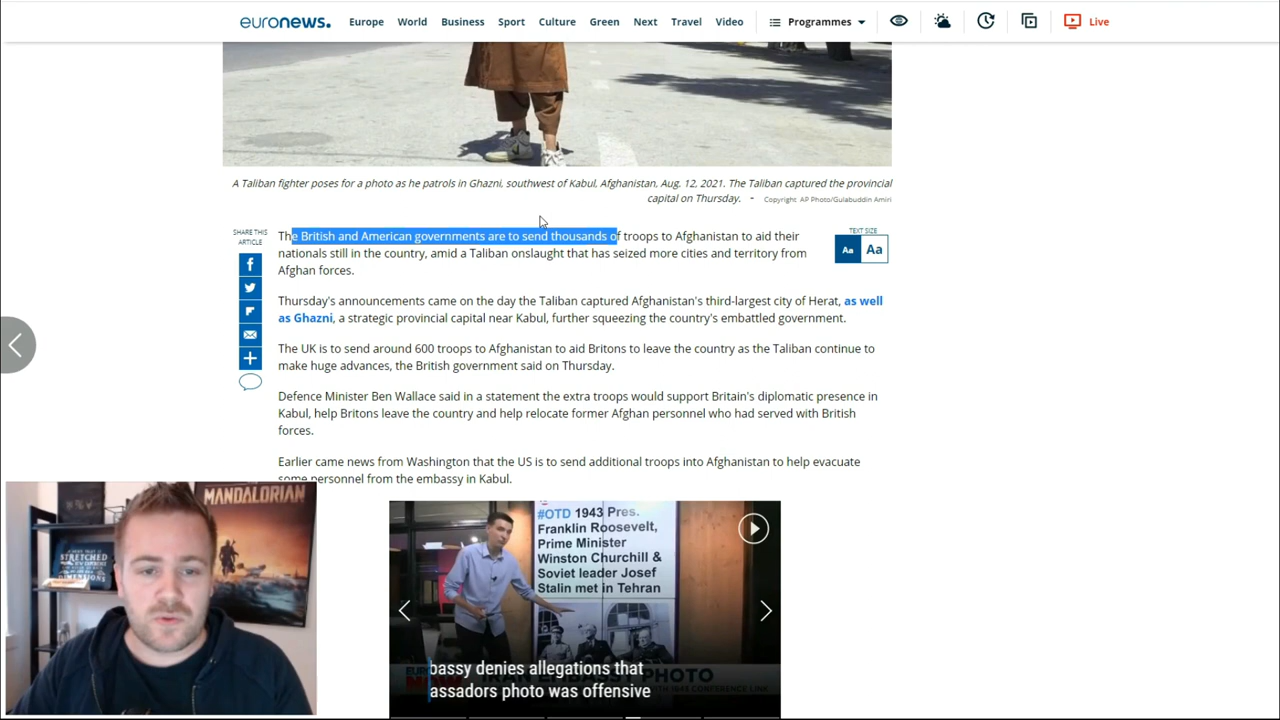 euronews.
Europe World Business Sport Culture Green Next Travel Video Programmes Live
A Taliban fighter poses for a photo as he patrols in Ghazni, southwest of Kabul, Afghanistan, Aug. 12, 2021. The Taliban captured the provincial
capital on Thursday. - Copyright AP Photo/Gulabuddin Amiri
SHARE THIS
ARTICLE
TEXT SIZE
Aa Aa
The British and American governments are to send thousands of troops to Afghanistan to aid their
nationals still in the country, amid a Taliban onslaught that has seized more cities and territory from
Afghan forces.
Thursday's announcements came on the day the Taliban captured Afghanistan's third-largest city of Herat, as well
as Ghazni, a strategic provincial capital near Kabul, further squeezing the country's embattled government.
The UK is to send around 600 troops to Afghanistan to aid Britons to leave the country as the Taliban continue to
make huge advances, the British government said on Thursday.
Defence Minister Ben Wallace said in a statement the extra troops would support Britain's diplomatic presence in
Kabul, help Britons leave the country and help relocate former Afghan personnel who had served with British
forces.
Earlier came news from Washington that the US is to send additional troops into Afghanistan to help evacuate
some personnel from the embassy in Kabul.
MANDALORIAN
STRETCHED
DIMENSIONS
#OTD 1943 Pres.
Franklin Roosevelt,
Prime Minister
Winston Churchill &
Soviet leader Josef
Stalin met in Tehran
bassy denies allegations that
assadors photo was offensive